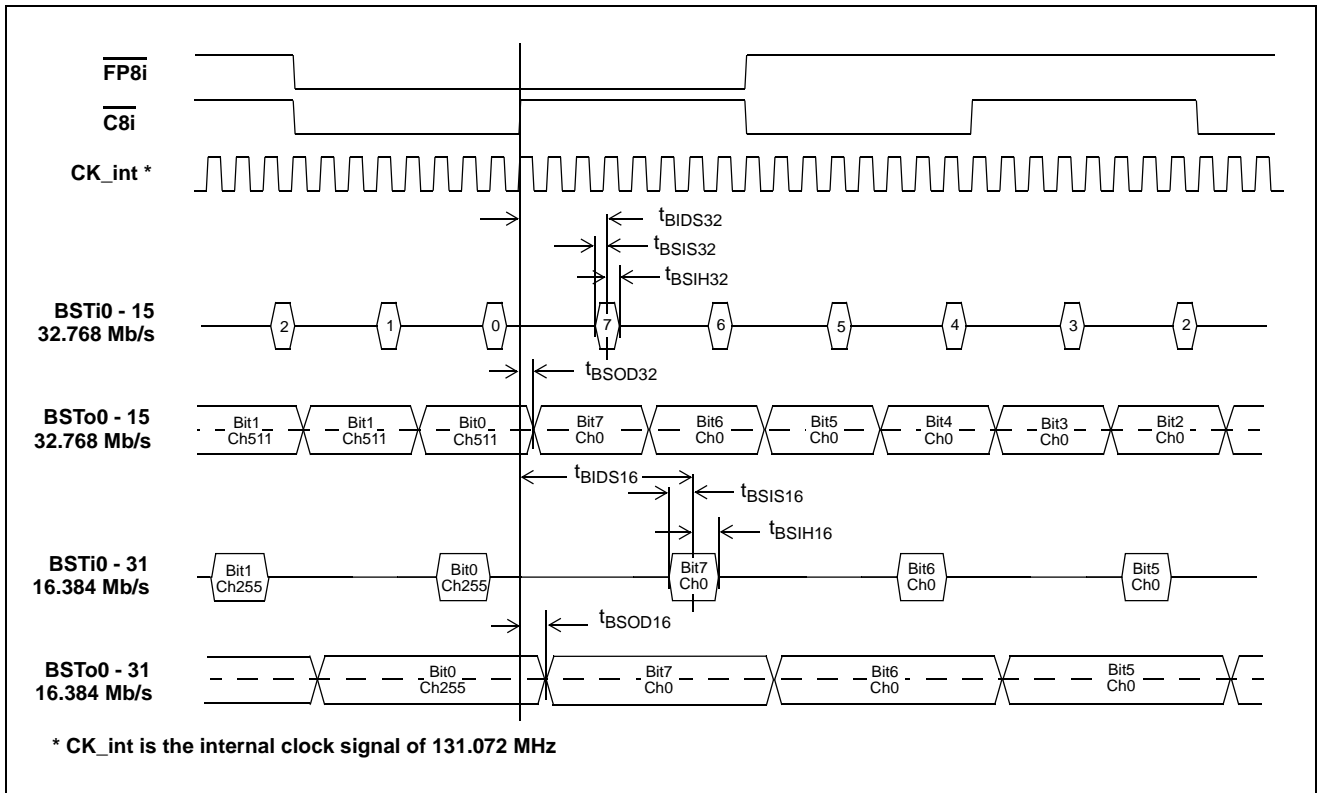 FP8i
C8i
CK_int *
tBIDS32
tBSIS32
tBSIH32
BSTi0 - 15
32.768 Mb/s
2 1 0 7 6 5 4 3 2
tBSOD32
BSTo0 - 15
32.768 Mb/s
Bit1 Bit1 Bit0 Bit7 Bit6 Bit5 Bit4 Bit3 Bit2
Ch511 Ch511 Ch511 Ch0 Ch0 Ch0 Ch0 Ch0 Ch0
tBIDS16
tBSIS16
tBSIH16
BSTi0 - 31
16.384 Mb/s
Bit1 Bit0 Bit7 Bit6 Bit5
Ch255 Ch255 Ch0 Ch0 Ch0
tBSOD16
BSTo0 - 31
16.384 Mb/s
Bit0 Bit7 Bit6 Bit5
Ch255 Ch0 Ch0 Ch0
* CK_int is the internal clock signal of 131.072 MHz